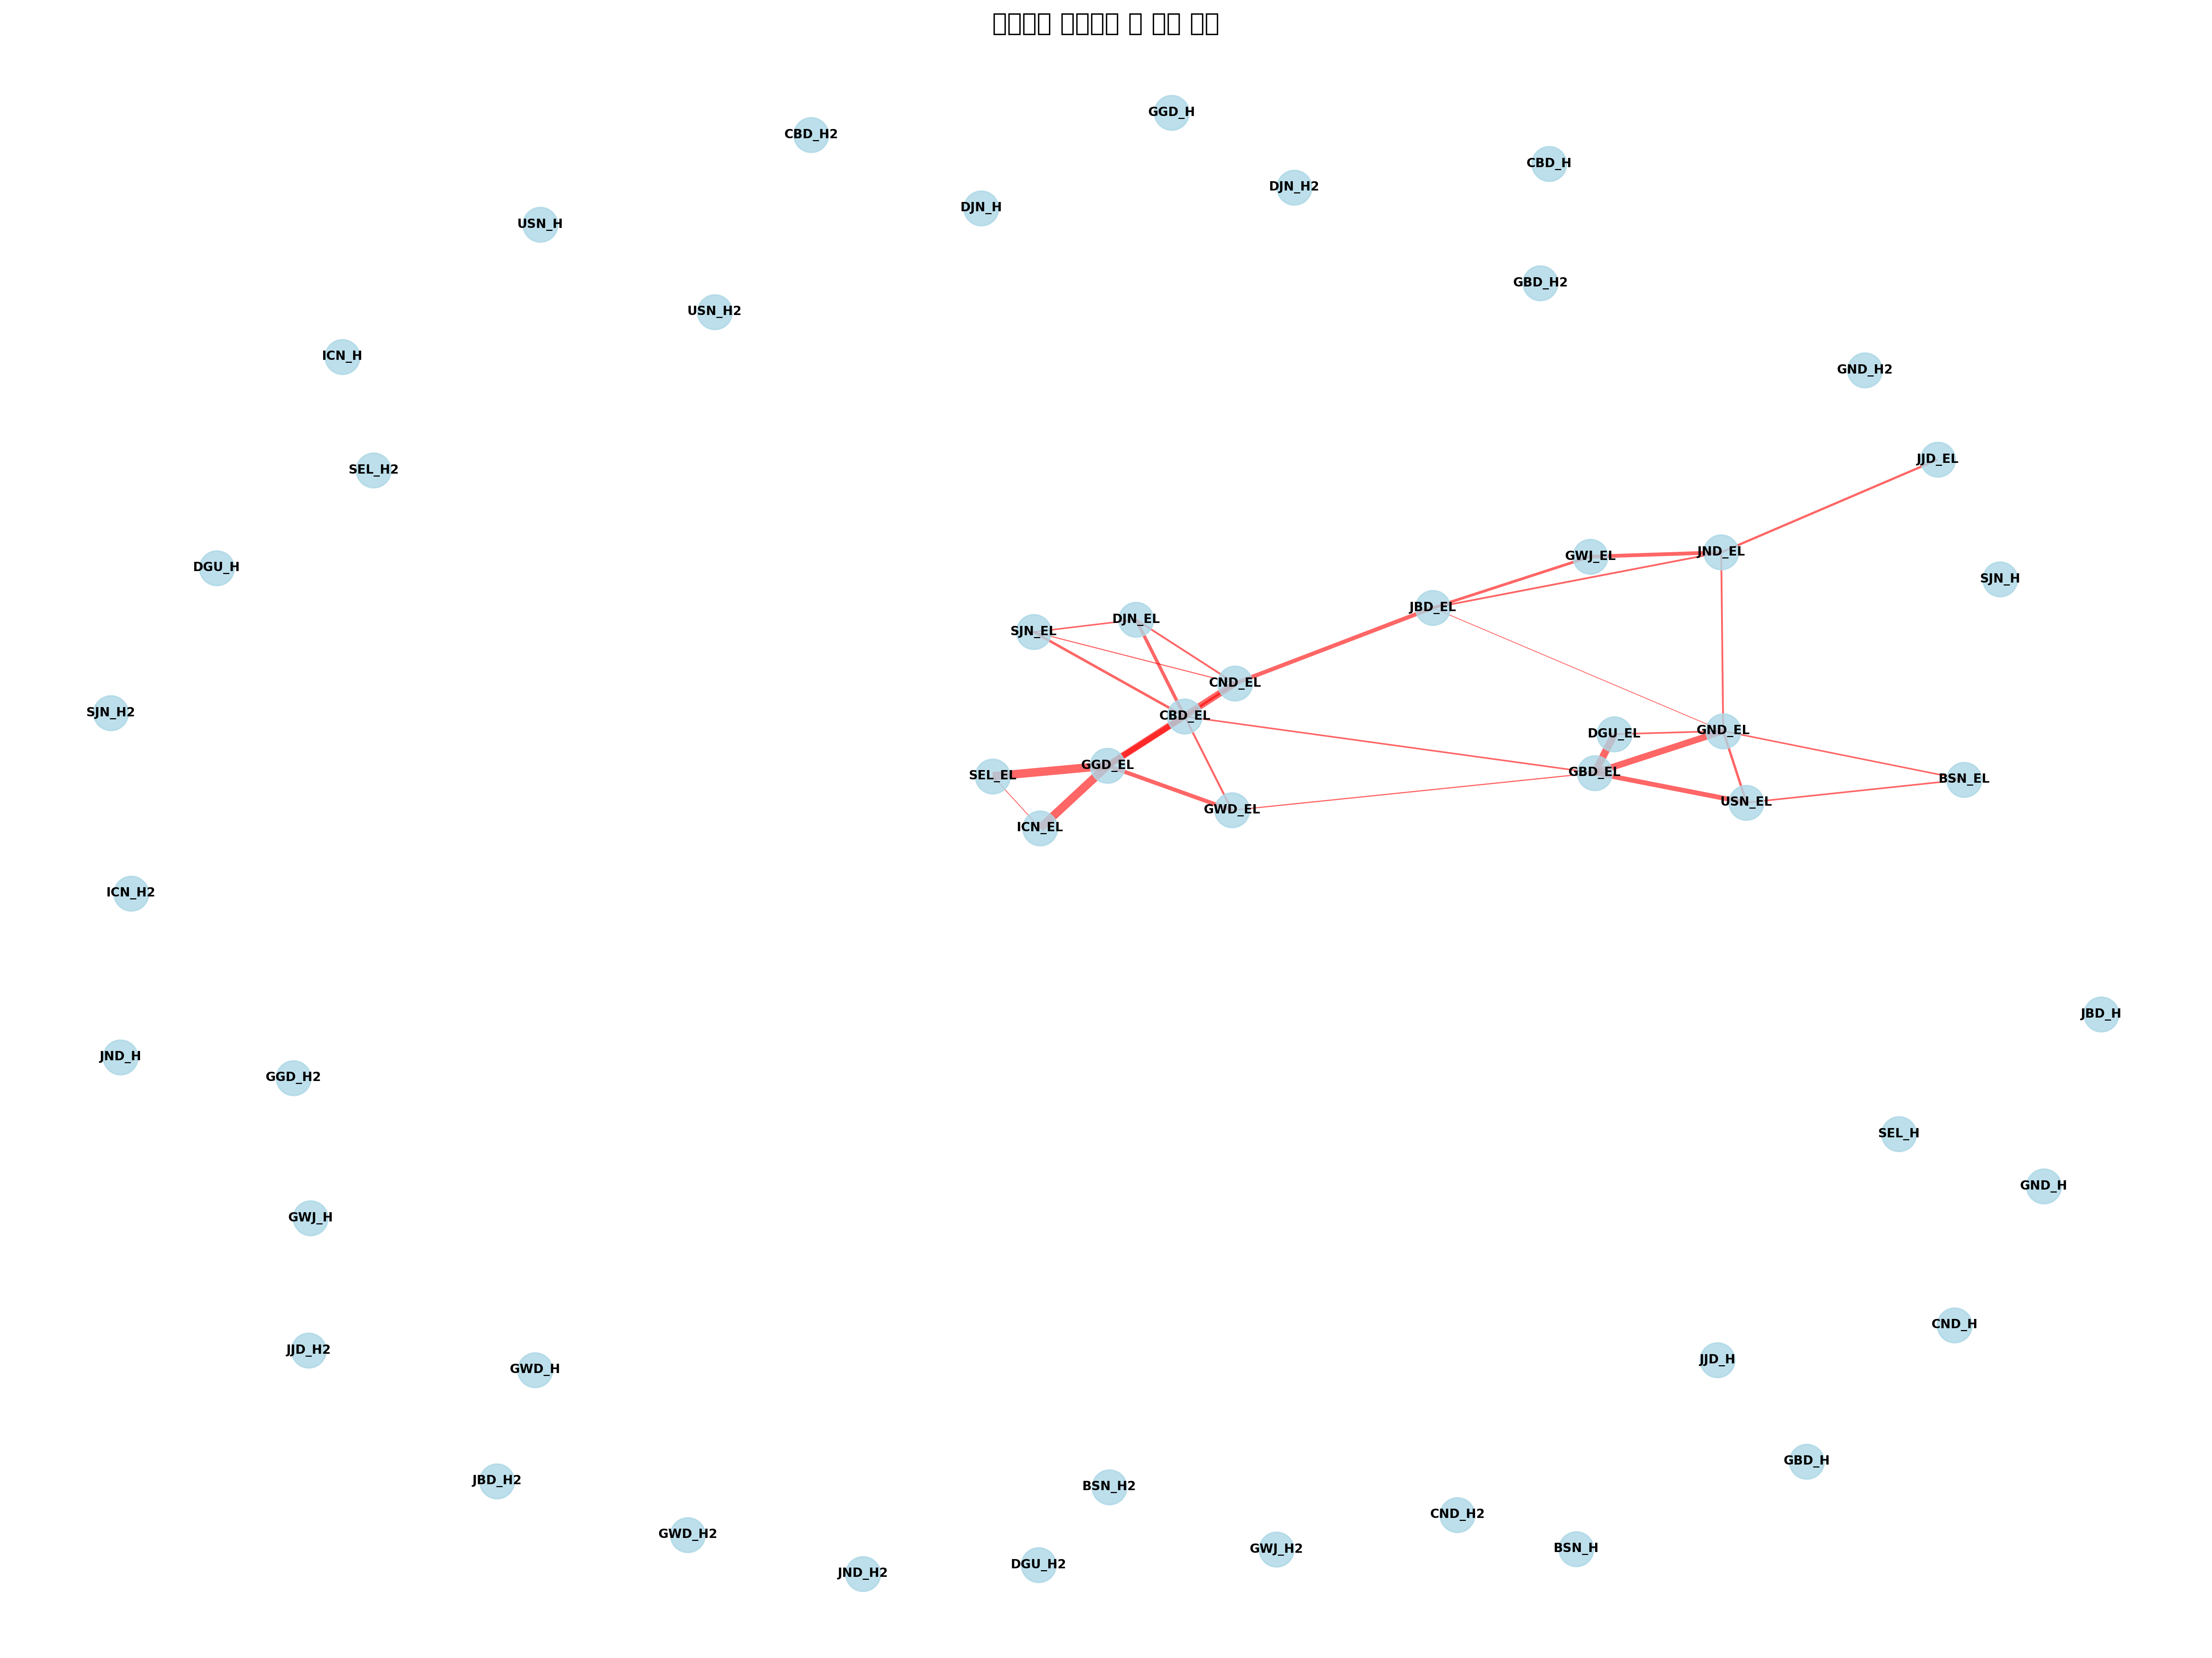 GGD_H
CBD_H2
CBD_H
DJN_H2
DJN_H
USN_H
GBD_H2
USN_H2
ICN_H
GND_H2
JJD_EL
SEL_H2
JND_EL
GWJ_EL
DGU_H
SJN_H
JBD_EL
DJN_EL
SJN_EL
CND_EL
SJN_H2
CBD_EL
GND_EL
DGU_EL
GGD_EL
GBD_EL
SEL_EL
BSN_EL
USN_EL
GWD_EL
ICN_EL
ICN_H2
JBD_H
JND_H
GGD_H2
SEL_H
GND_H
GWJ_H
CND_H
JJD_H2
JJD_H
GWD_H
GBD_H
JBD_H2
BSN_H2
CND_H2
GWD_H2
GWJ_H2
BSN_H
DGU_H2
JND_H2